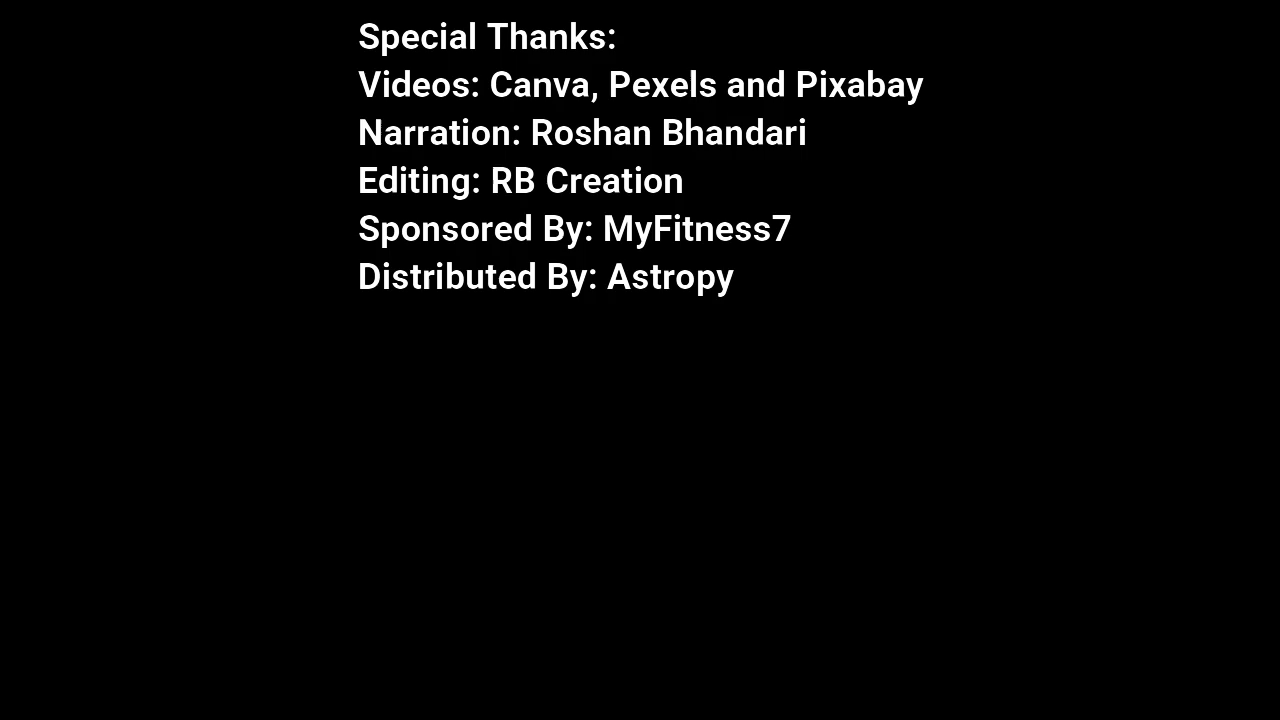 Special Thanks:
Videos: Canva, Pexels and Pixabay
Narration: Roshan Bhandari
Editing: RB Creation
Sponsored By: MyFitness7
Distributed By: Astropy